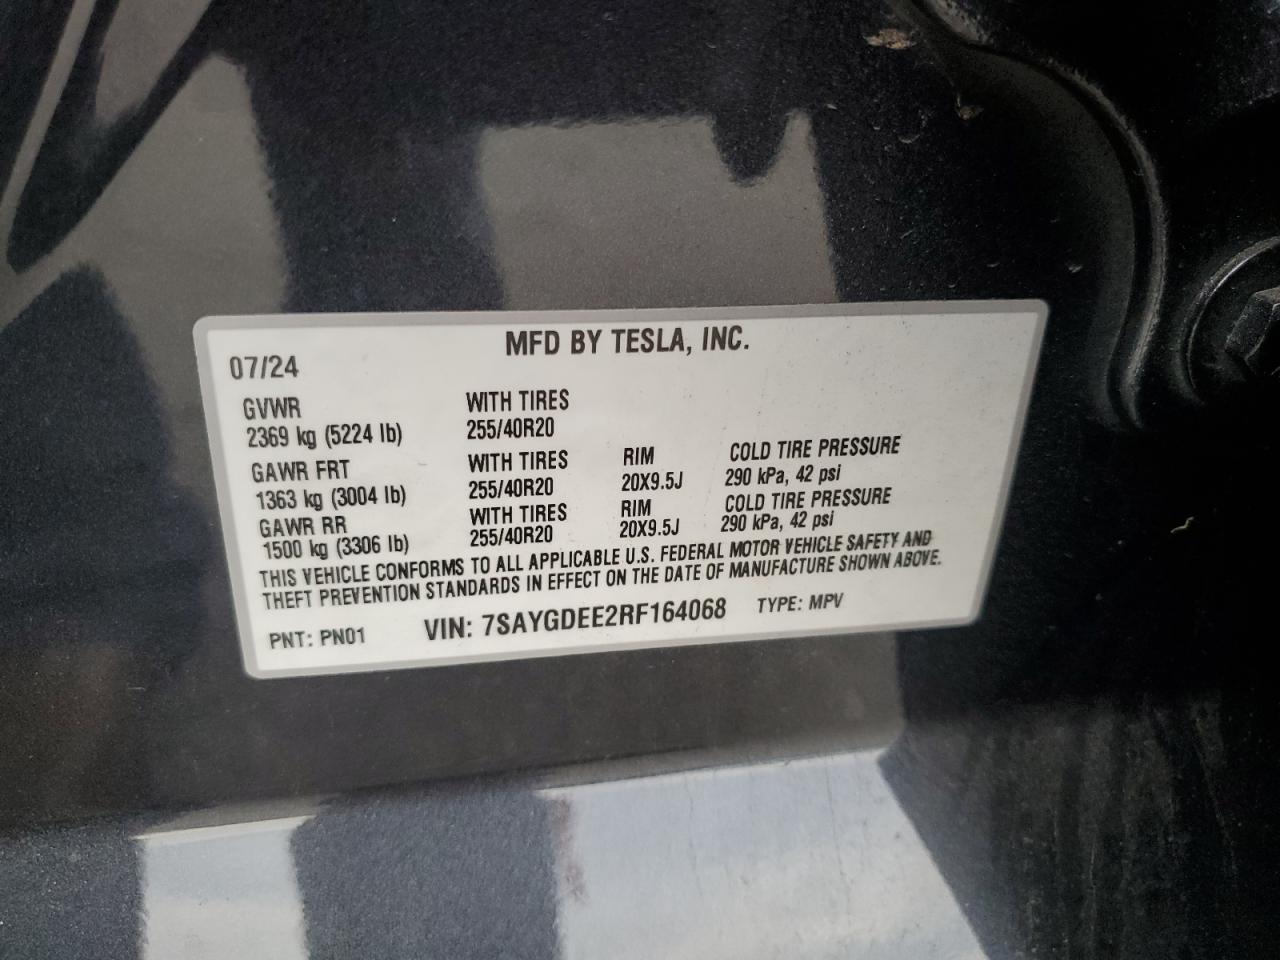 MFD BY TESLA, INC.
07/24
GVWR WITH TIRES
2369 kg (5224 lb) 255/40R20
GAWR FRT WITH TIRES RIM COLD TIRE PRESSURE
1363 kg (3004 lb) 255/40R20 20X9.5J 290 kPa, 42 psi
GAWR RR WITH TIRES RIM COLD TIRE PRESSURE
1500 kg (3306 lb) 255/40R20 20X9.5J 290 kPa, 42 psi
THIS VEHICLE CONFORMS TO ALL APPLICABLE U.S. FEDERAL MOTOR VEHICLE SAFETY AND
THEFT PREVENTION STANDARDS IN EFFECT ON THE DATE OF MANUFACTURE SHOWN ABOVE.
PNT: PN01 VIN: 7SAYGDEE2RF164068 TYPE: MPV